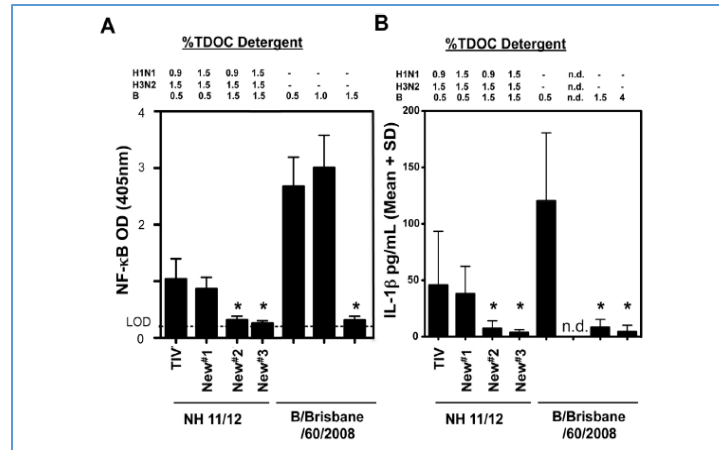 A
%TDOC Detergent
H1N1 0.9 1.5 0.9 1.5 - - -
H3N2 1.5 1.5 1.5 1.5 - - -
B 0.5 0.5 1.5 1.5 0.5 1.0 1.5
NF-κB OD (405nm)
4
3
2
LOD
0
* * *
TIV New#1 New#2 New#3
NH 11/12
B/Brisbane
/60/2008
B
%TDOC Detergent
H1N1 0.9 1.5 0.9 1.5 - n.d. - -
H3N2 1.5 1.5 1.5 1.5 - n.d. - -
B 0.5 0.5 1.5 1.5 0.5 n.d. 1.5 4
IL-1β pg/mL (Mean + SD)
200
150
100
50
0
* * n.d. * *
TIV New#1 New#2 New#3
NH 11/12
B/Brisbane
/60/2008